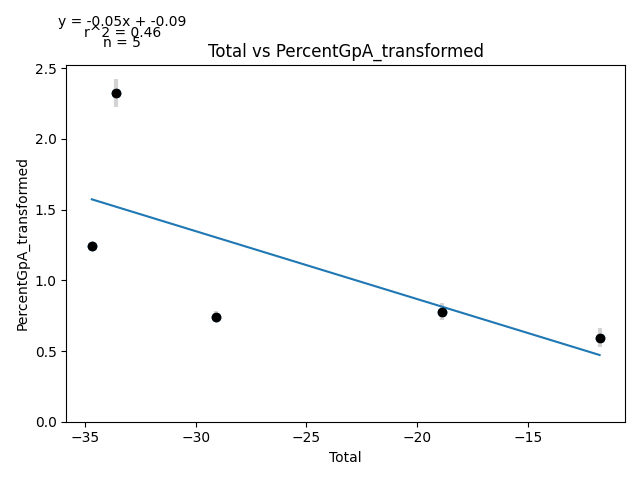 y = -0.05x + -0.09
r^2 = 0.46
n = 5
Total vs PercentGpA_transformed
2.5
2.0
1.5
1.0
0.5
0.0
PercentGpA_transformed
−35 −30 −25 −20 −15
Total